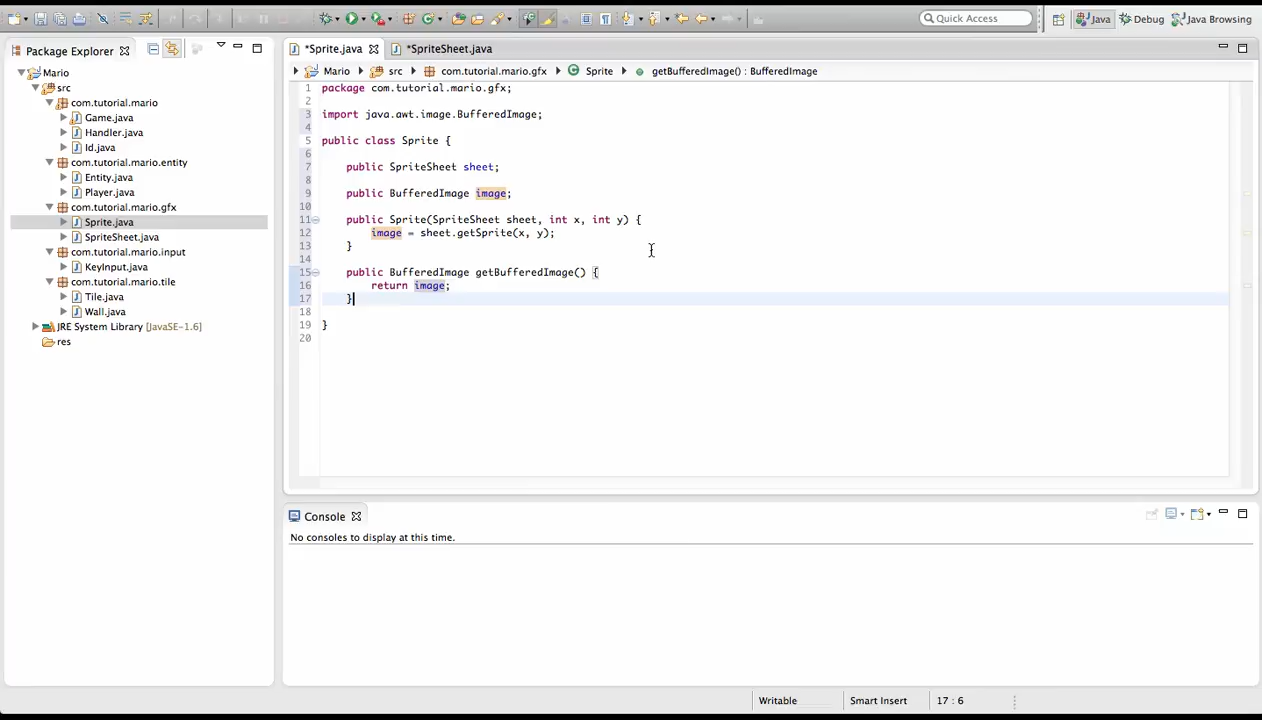 Quick Access
Java
Debug
Java Browsing
Package Explorer
Mario
src
com.tutorial.mario
Game.java
Handler.java
Id.java
com.tutorial.mario.entity
Entity.java
Player.java
com.tutorial.mario.gfx
Sprite.java
SpriteSheet.java
com.tutorial.mario.input
KeyInput.java
com.tutorial.mario.tile
Tile.java
Wall.java
JRE System Library [JavaSE-1.6]
res
*Sprite.java
*SpriteSheet.java
Mario src com.tutorial.mario.gfx Sprite getBufferedImage() : BufferedImage
1 package com.tutorial.mario.gfx;
2
3 import java.awt.image.BufferedImage;
4
5 public class Sprite {
6
7 public SpriteSheet sheet;
8
9 public BufferedImage image;
10
11 public Sprite(SpriteSheet sheet, int x, int y) {
12 image = sheet.getSprite(x, y);
13 }
14
15 public BufferedImage getBufferedImage() {
16 return image;
17 }
18
19 }
20
Console
No consoles to display at this time.
Writable
Smart Insert
17 : 6